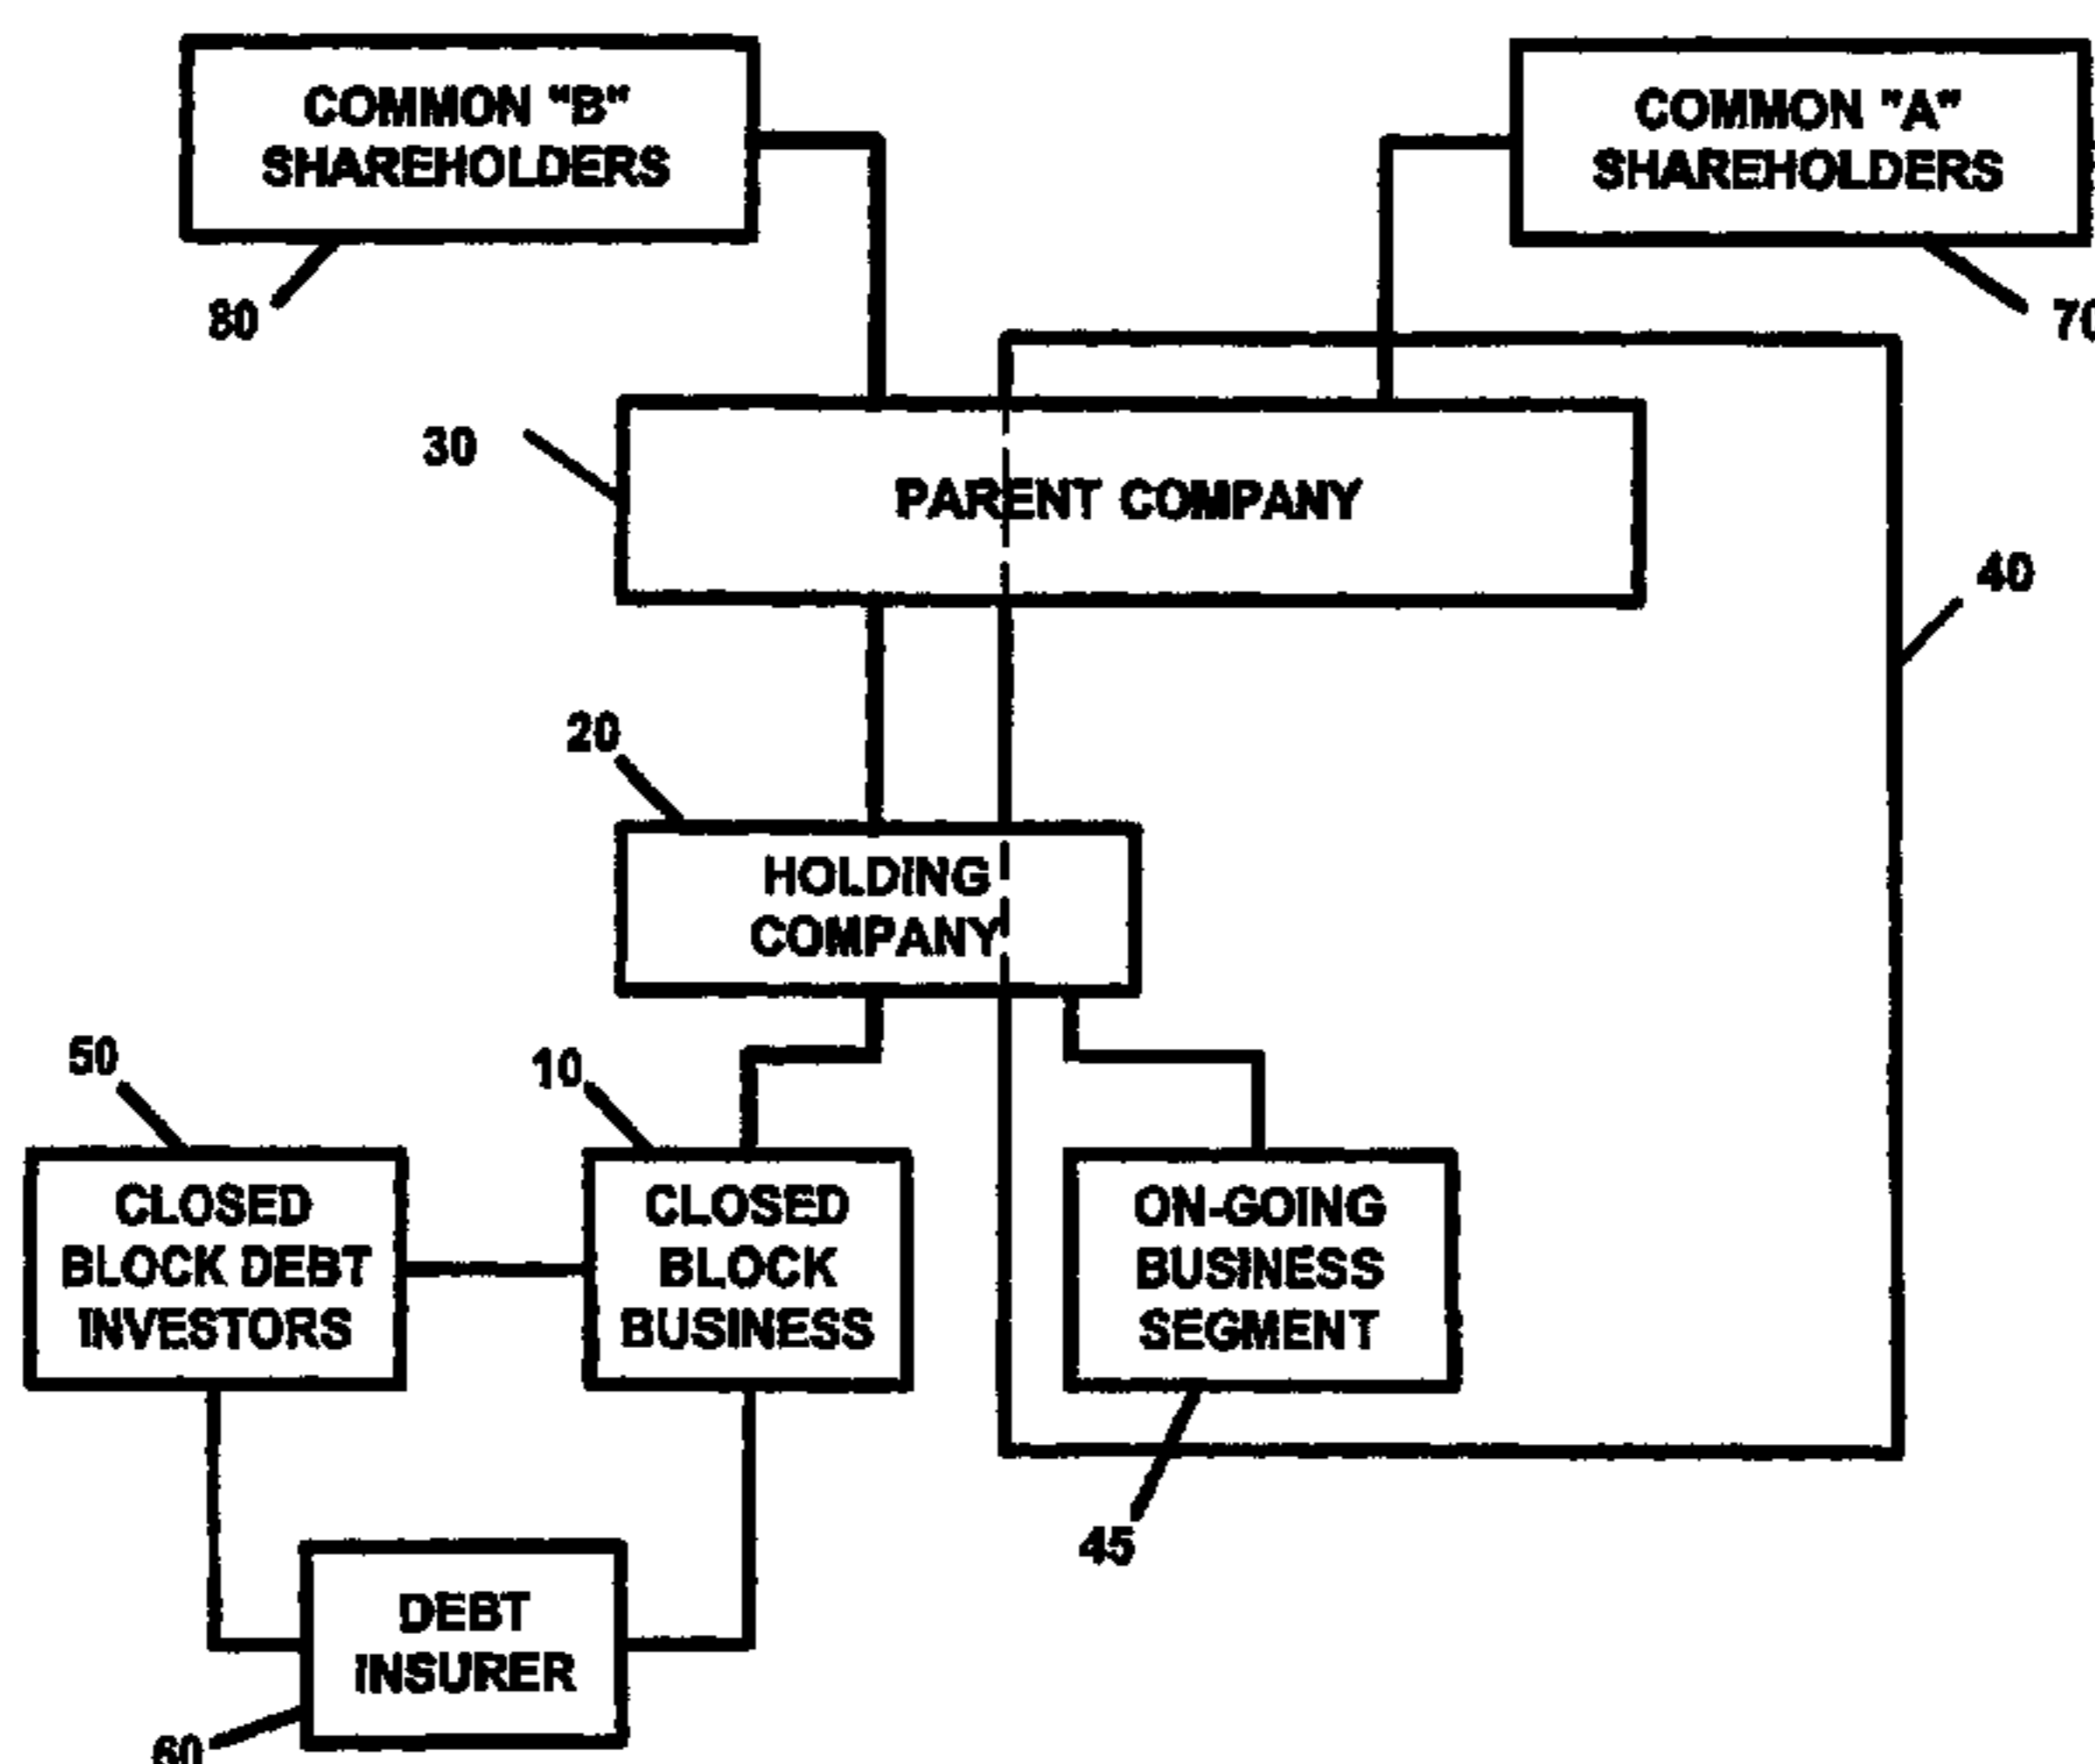 COMMON "B"
SHAREHOLDERS
COMMON "A"
SHAREHOLDERS
80
70
30
PARENT COMPANY
40
20
HOLDING
COMPANY
50
10
CLOSED
BLOCK DEBT
INVESTORS
CLOSED
BLOCK
BUSINESS
ON-GOING
BUSINESS
SEGMENT
45
DEBT
INSURER
60